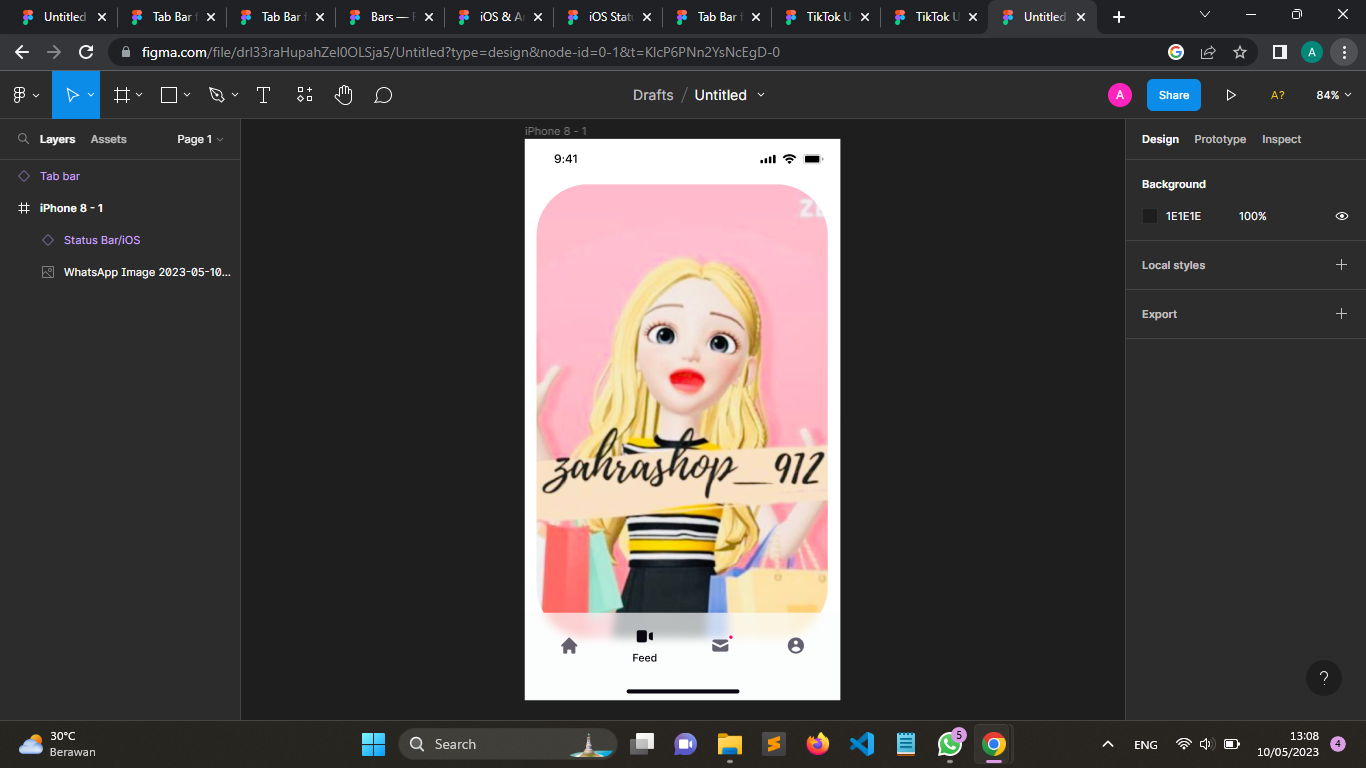 Untitled
Tab Bar f
Tab Bar f
Bars — F
iOS & A
iOS Stat
Tab Bar f
TikTok U
TikTok U
Untitled
figma.com/file/drl33raHupahZel0OLSja5/Untitled?type=design&node-id=0-1&t=KlcP6PNn2YsNcEgD-0
A
Drafts / Untitled
A
Share
A?
84%
Layers
Assets
Page 1
Tab bar
iPhone 8 - 1
Status Bar/iOS
WhatsApp Image 2023-05-10...
iPhone 8 - 1
9:41
zahrashop__912
Feed
Design
Prototype
Inspect
Background
1E1E1E
100%
Local styles
Export
?
30°C
Berawan
Search
5
ENG
13:08
10/05/2023
4